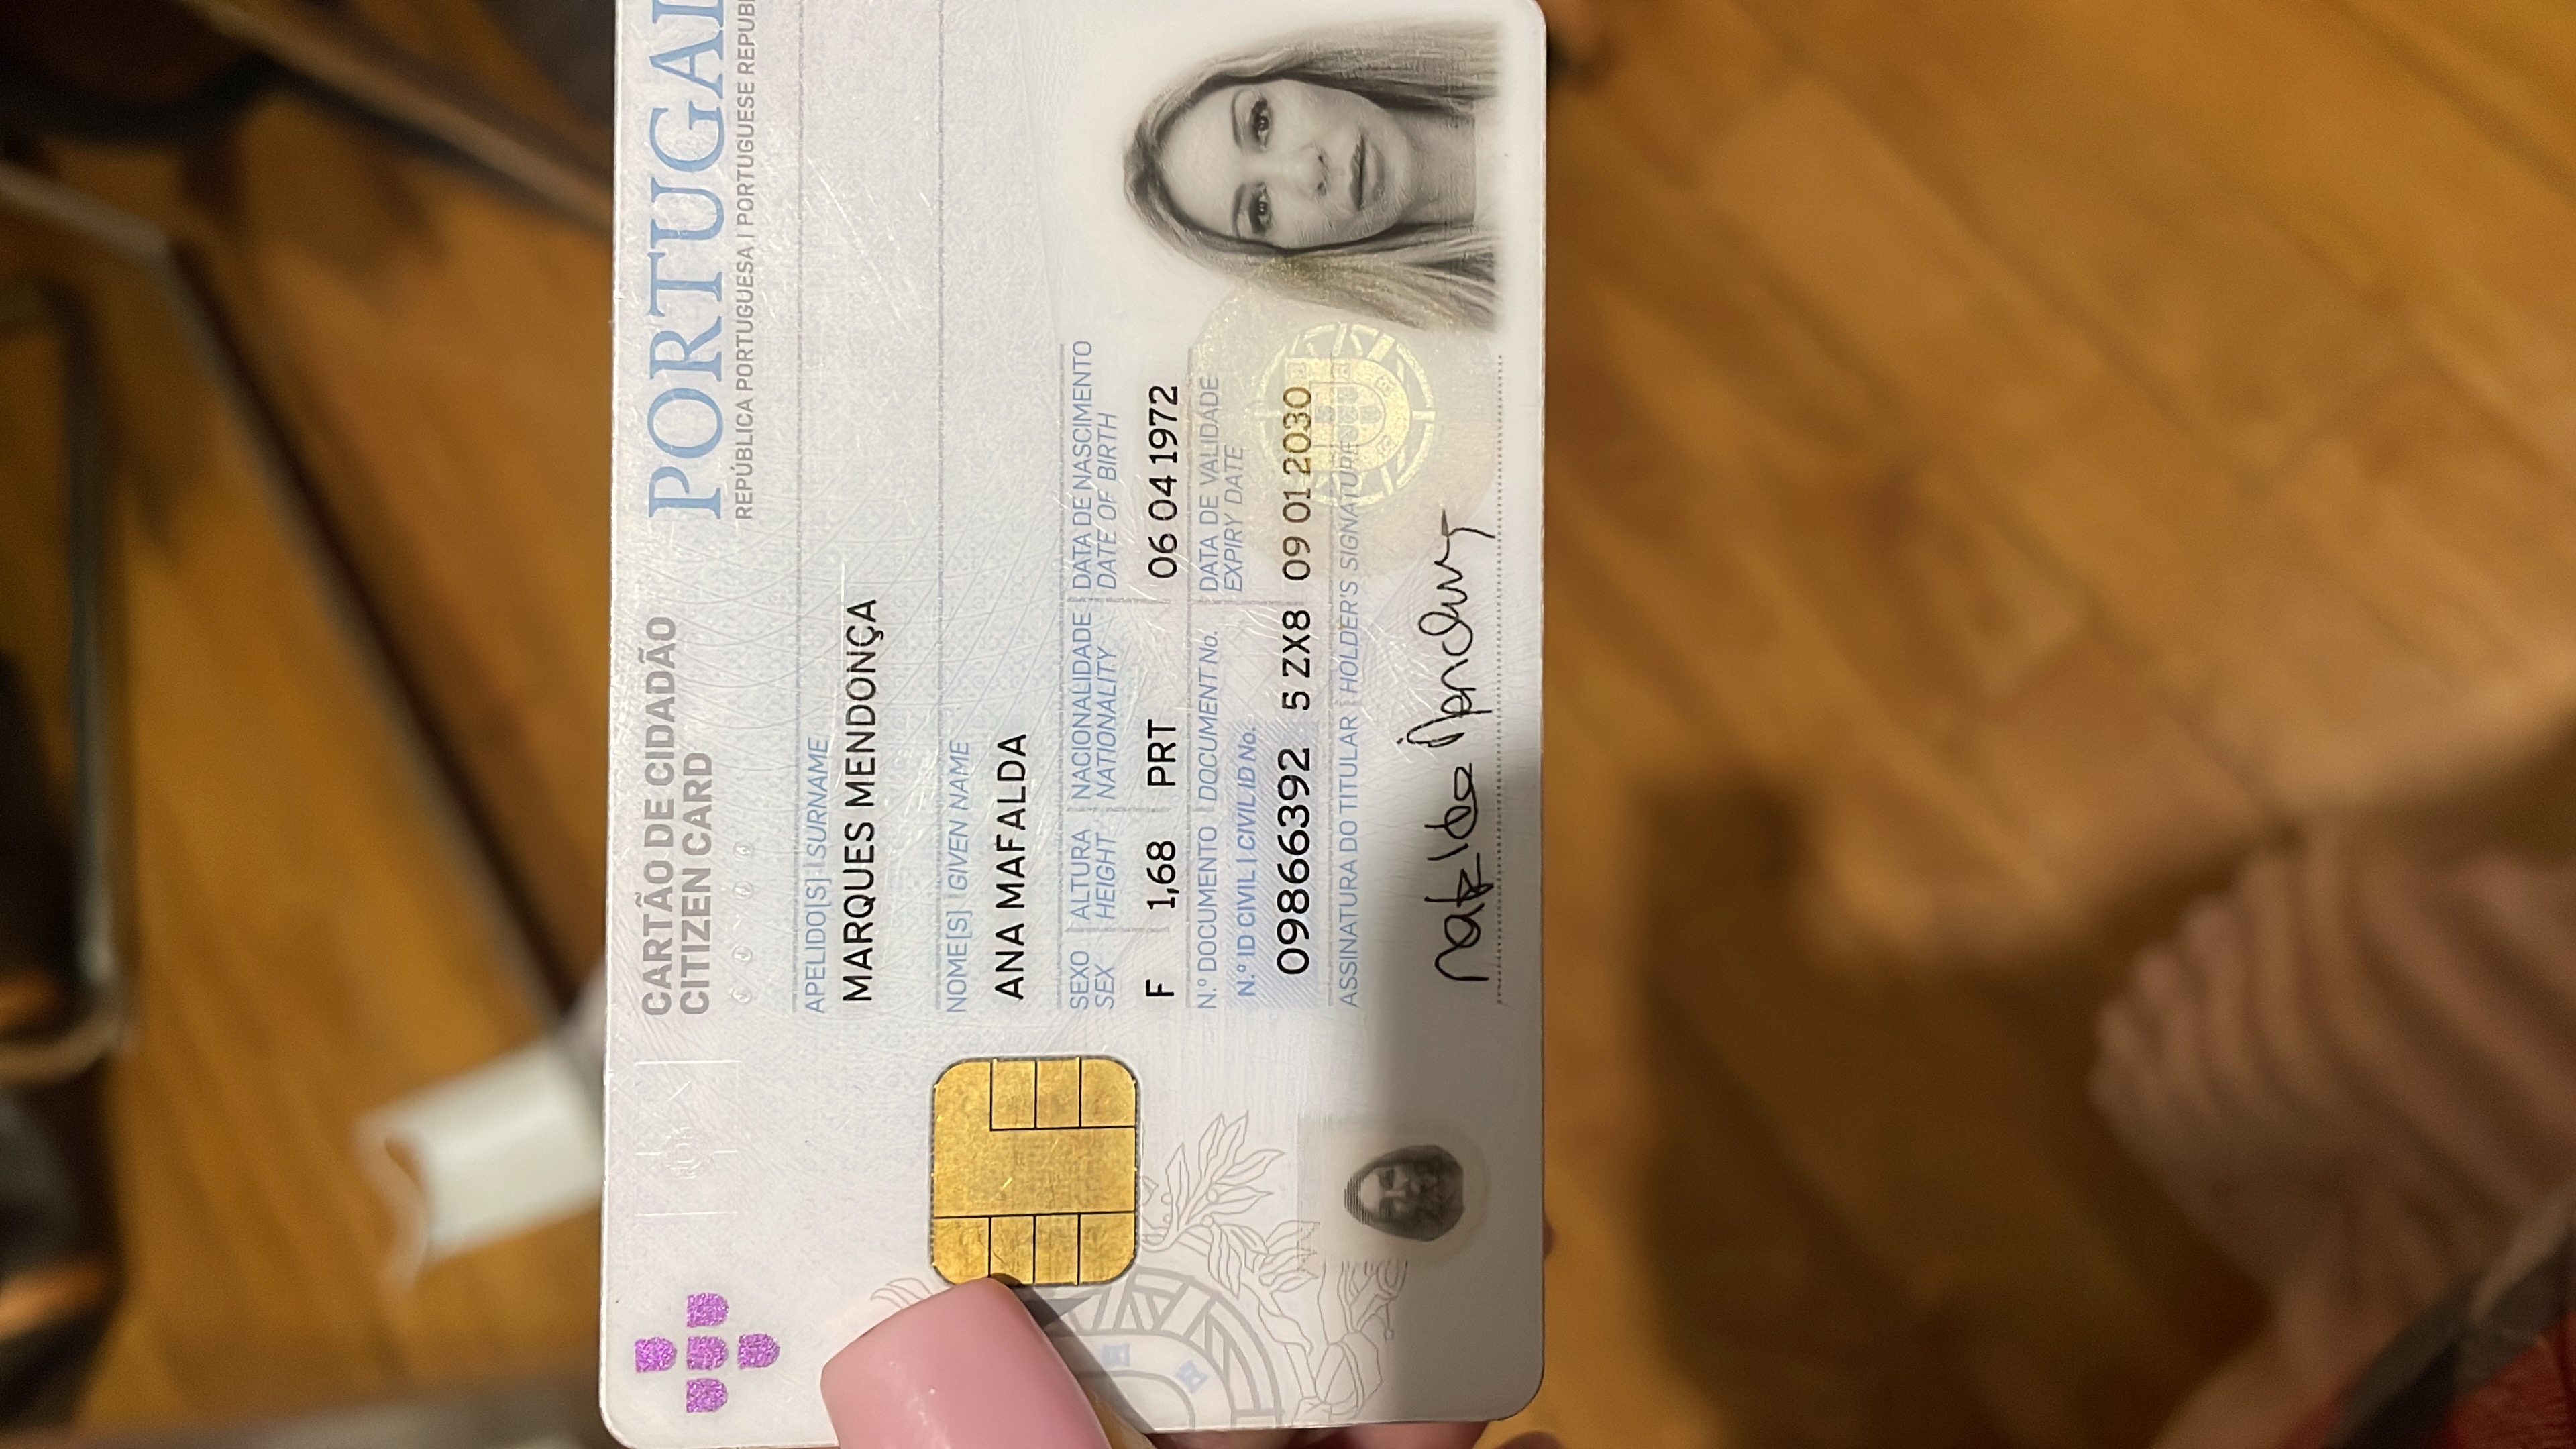 CARTÃO DE CIDADÃO
CITIZEN CARD
PORTUGAL
REPÚBLICA PORTUGUESA | PORTUGUESE REPUB
APELIDO[S] | SURNAME
MARQUES MENDONÇA
NOME[S] | GIVEN NAME
ANA MAFALDA
SEXO ALTURA NACIONALIDADE DATA DE NASCIMENTO
SEX HEIGHT NATIONALITY DATE OF BIRTH
F 1,68 PRT 06 04 1972
N.º DOCUMENTO | DOCUMENT No. DATA DE VALIDADE
EXPIRY DATE
N.º ID CIVIL | CIVIL ID No.
09866392 5 ZX8 09 01 2030
ASSINATURA DO TITULAR | HOLDER'S SIGNATURE
Mafalda Mendonça